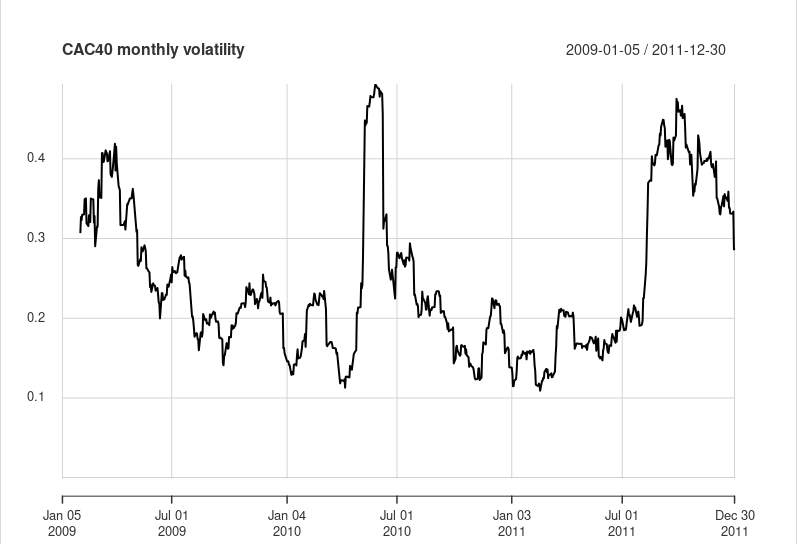 CAC40 monthly volatility 2009-01-05 / 2011-12-30
0.4
0.3
0.2
0.1
Jan 05 Jul 01 Jan 04 Jul 01 Jan 03 Jul 01 Dec 30
2009 2009 2010 2010 2011 2011 2011